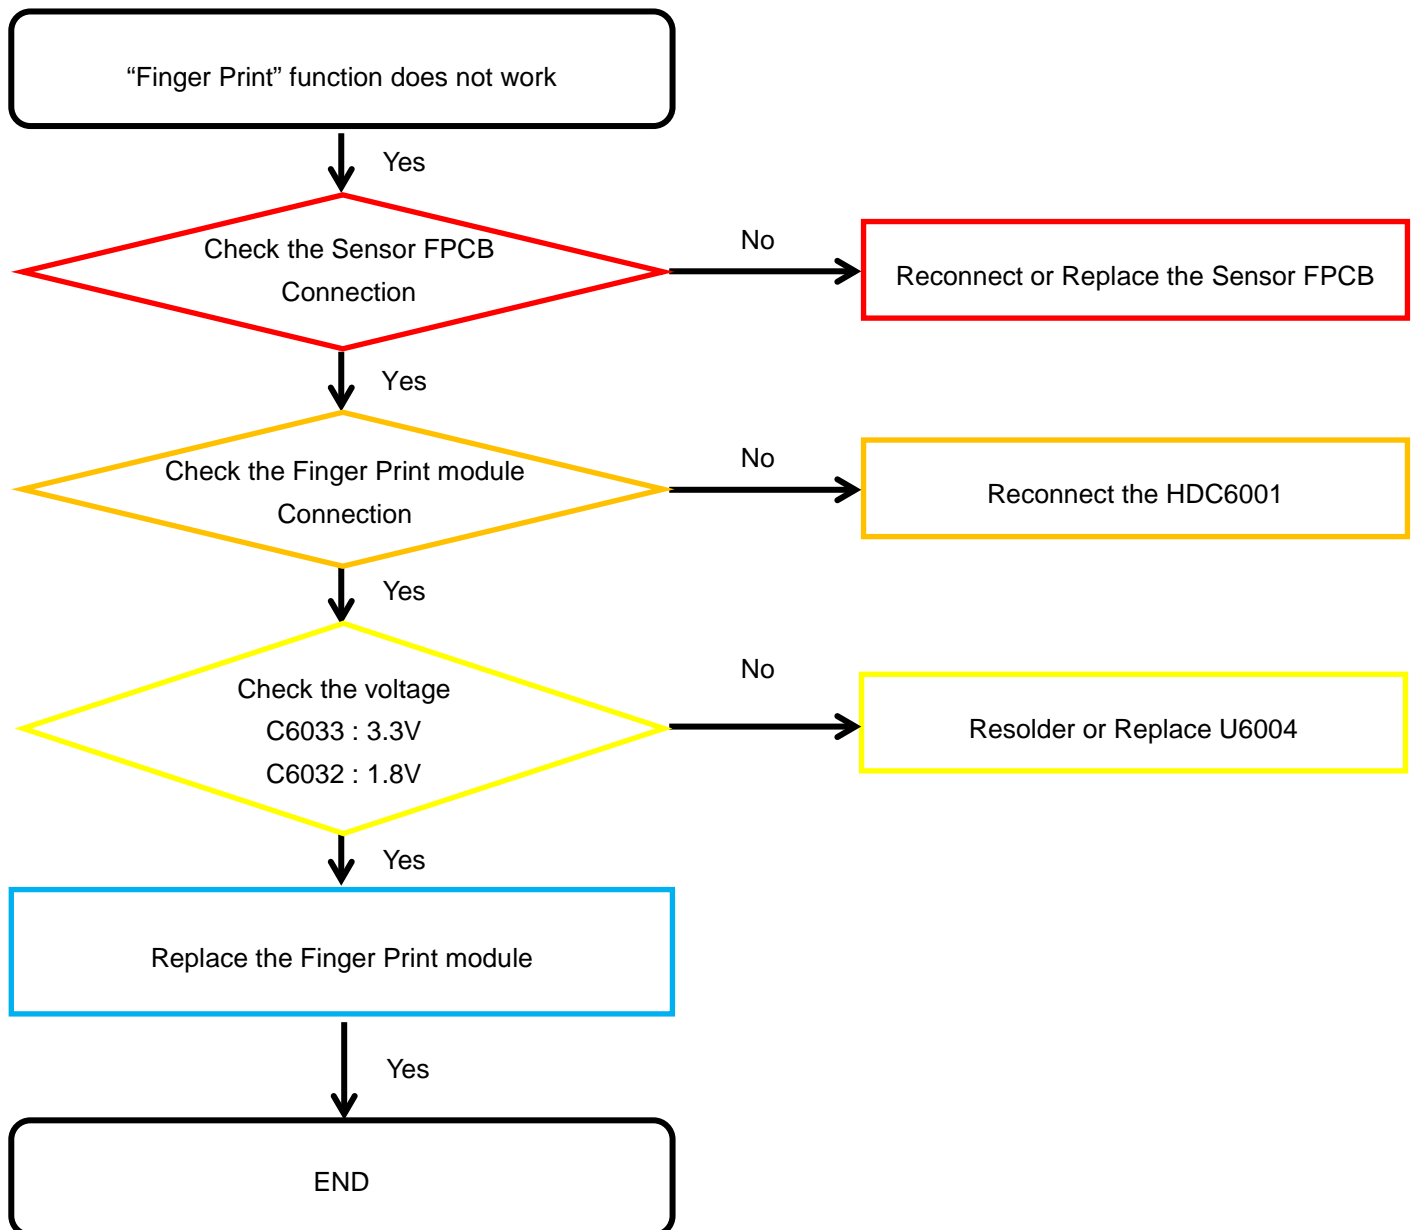 “Finger Print” function does not work
Yes
Check the Sensor FPCB
Connection
No
Reconnect or Replace the Sensor FPCB
Yes
Check the Finger Print module
Connection
No
Reconnect the HDC6001
Yes
Check the voltage
C6033 : 3.3V
C6032 : 1.8V
No
Resolder or Replace U6004
Yes
Replace the Finger Print module
Yes
END